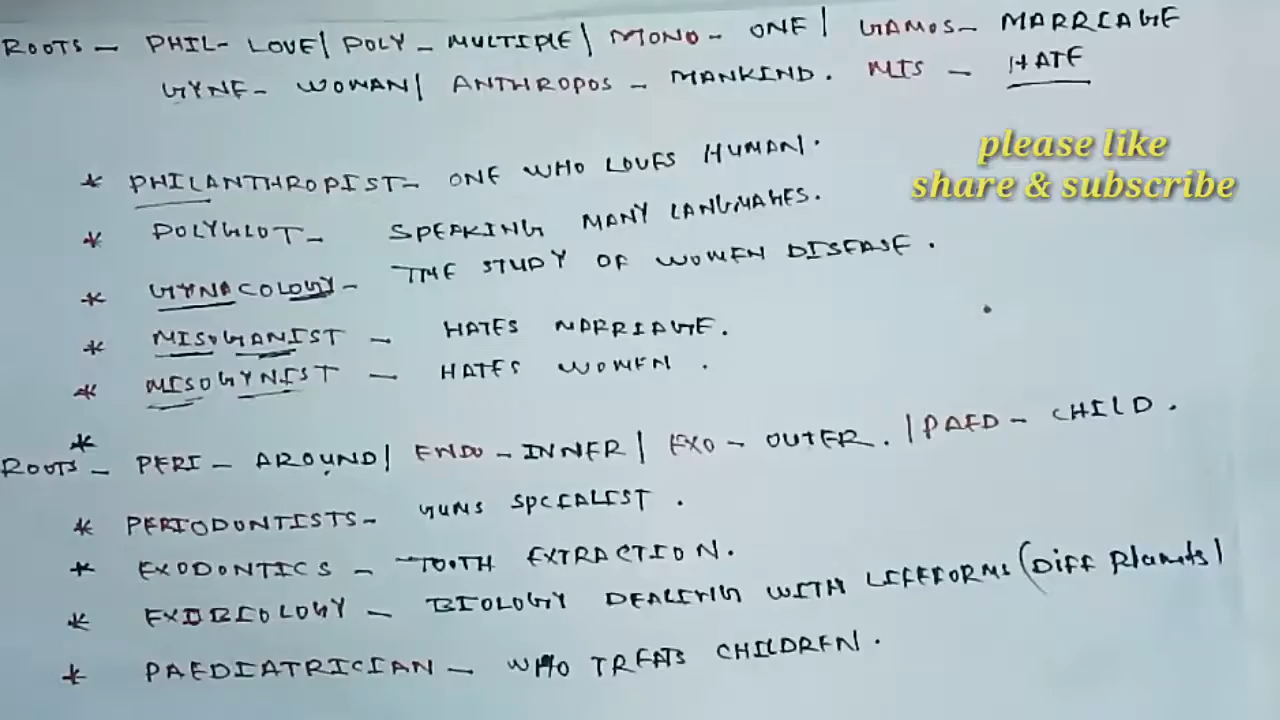 ROOTS - PHIL- LOVE| POLY - MULTIPLE| MONO - ONE| GAMOS- MARRIAGE
GYNE- WOMAN| ANTHROPOS - MANKIND. MIS - HATE
please like
share & subscribe
* PHILANTHROPIST- ONE WHO LOVES HUMAN.
* POLYGLOT- SPEAKING MANY LANGUAGES.
* GYNACOLOGY- THE STUDY OF WOMEN DISEASE.
* MISOGAMIST - HATES MARRIAGE.
* MISOGYNIST - HATES WOMEN.
*
ROOTS- PERI- AROUND| ENDO-INNER| EXO- OUTER. |PAED- CHILD.
* PERIODONTISTS- GUMS SPCIALIST.
* EXODONTICS - TOOTH EXTRACTION.
* EXOBIOLOGY - BIOLOGY DEALING WITH LIFEFORMS (Diff Planets)
* PAEDIATRICIAN - WHO TREATS CHILDREN.